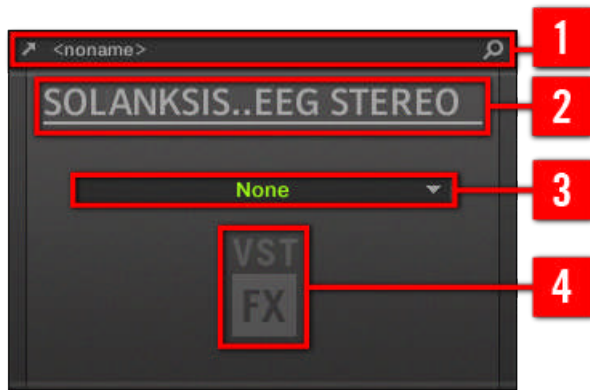 <noname>
1
SOLANKSIS..EEG STEREO
2
None
3
VST
FX
4